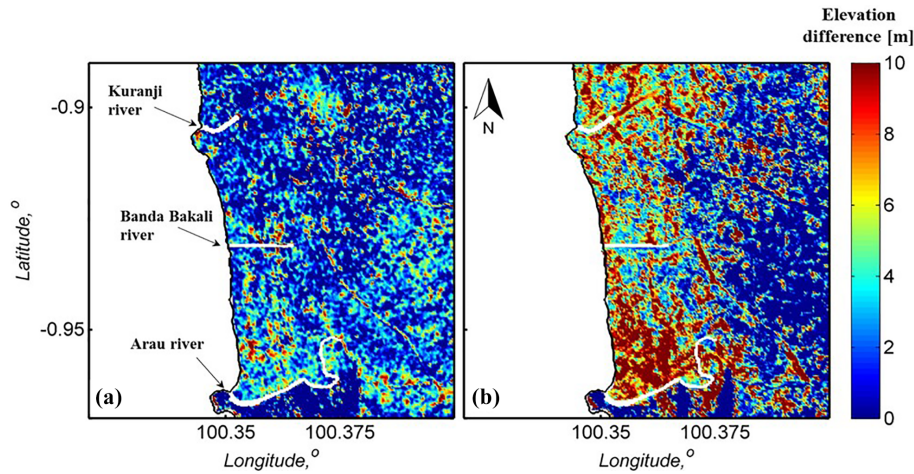 Elevation
difference [m]
Kuranji
river
Banda Bakali
river
Arau river
(a)
(b)
N
-0.9
-0.95
Latitude,°
100.35
100.375
Longitude,°
100.35
100.375
Longitude,°
10
8
6
4
2
0